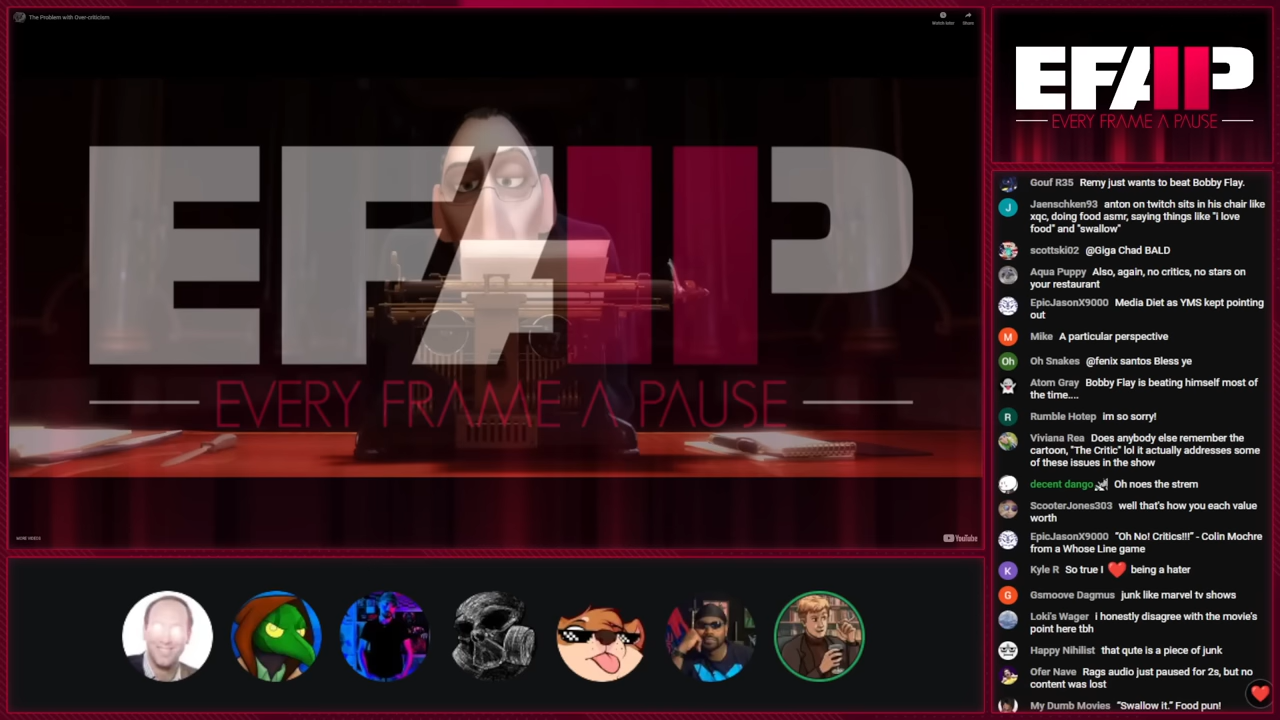 The Problem with Over-criticism
Watch later
Share
EFAP
EVERY FRAME A PAUSE
MORE VIDEOS
YouTube
EFAP
EVERY FRAME A PAUSE
Gouf R35 Remy just wants to beat Bobby Flay.
J
Jaenschken93 anton on twitch sits in his chair like
xqc, doing food asmr, saying things like "i love
food" and "swallow"
scottski02 @Giga Chad BALD
Aqua Puppy Also, again, no critics, no stars on
your restaurant
EpicJasonX9000 Media Diet as YMS kept pointing
out
M
Mike A particular perspective
Oh
Oh Snakes @fenix santos Bless ye
Atom Gray Bobby Flay is beating himself most of
the time....
R
Rumble Hotep im so sorry!
Viviana Rea Does anybody else remember the
cartoon, "The Critic" lol it actually addresses some
of these issues in the show
decent dango Oh noes the strem
ScooterJones303 well that's how you each value
worth
EpicJasonX9000 "Oh No! Critics!!!" - Colin Mochre
from a Whose Line game
K
Kyle R So true I ❤ being a hater
G
Gsmoove Dagmus junk like marvel tv shows
Loki's Wager i honestly disagree with the movie's
point here tbh
Happy Nihilist that qute is a piece of junk
Ofer Nave Rags audio just paused for 2s, but no
content was lost
My Dumb Movies "Swallow it." Food pun!